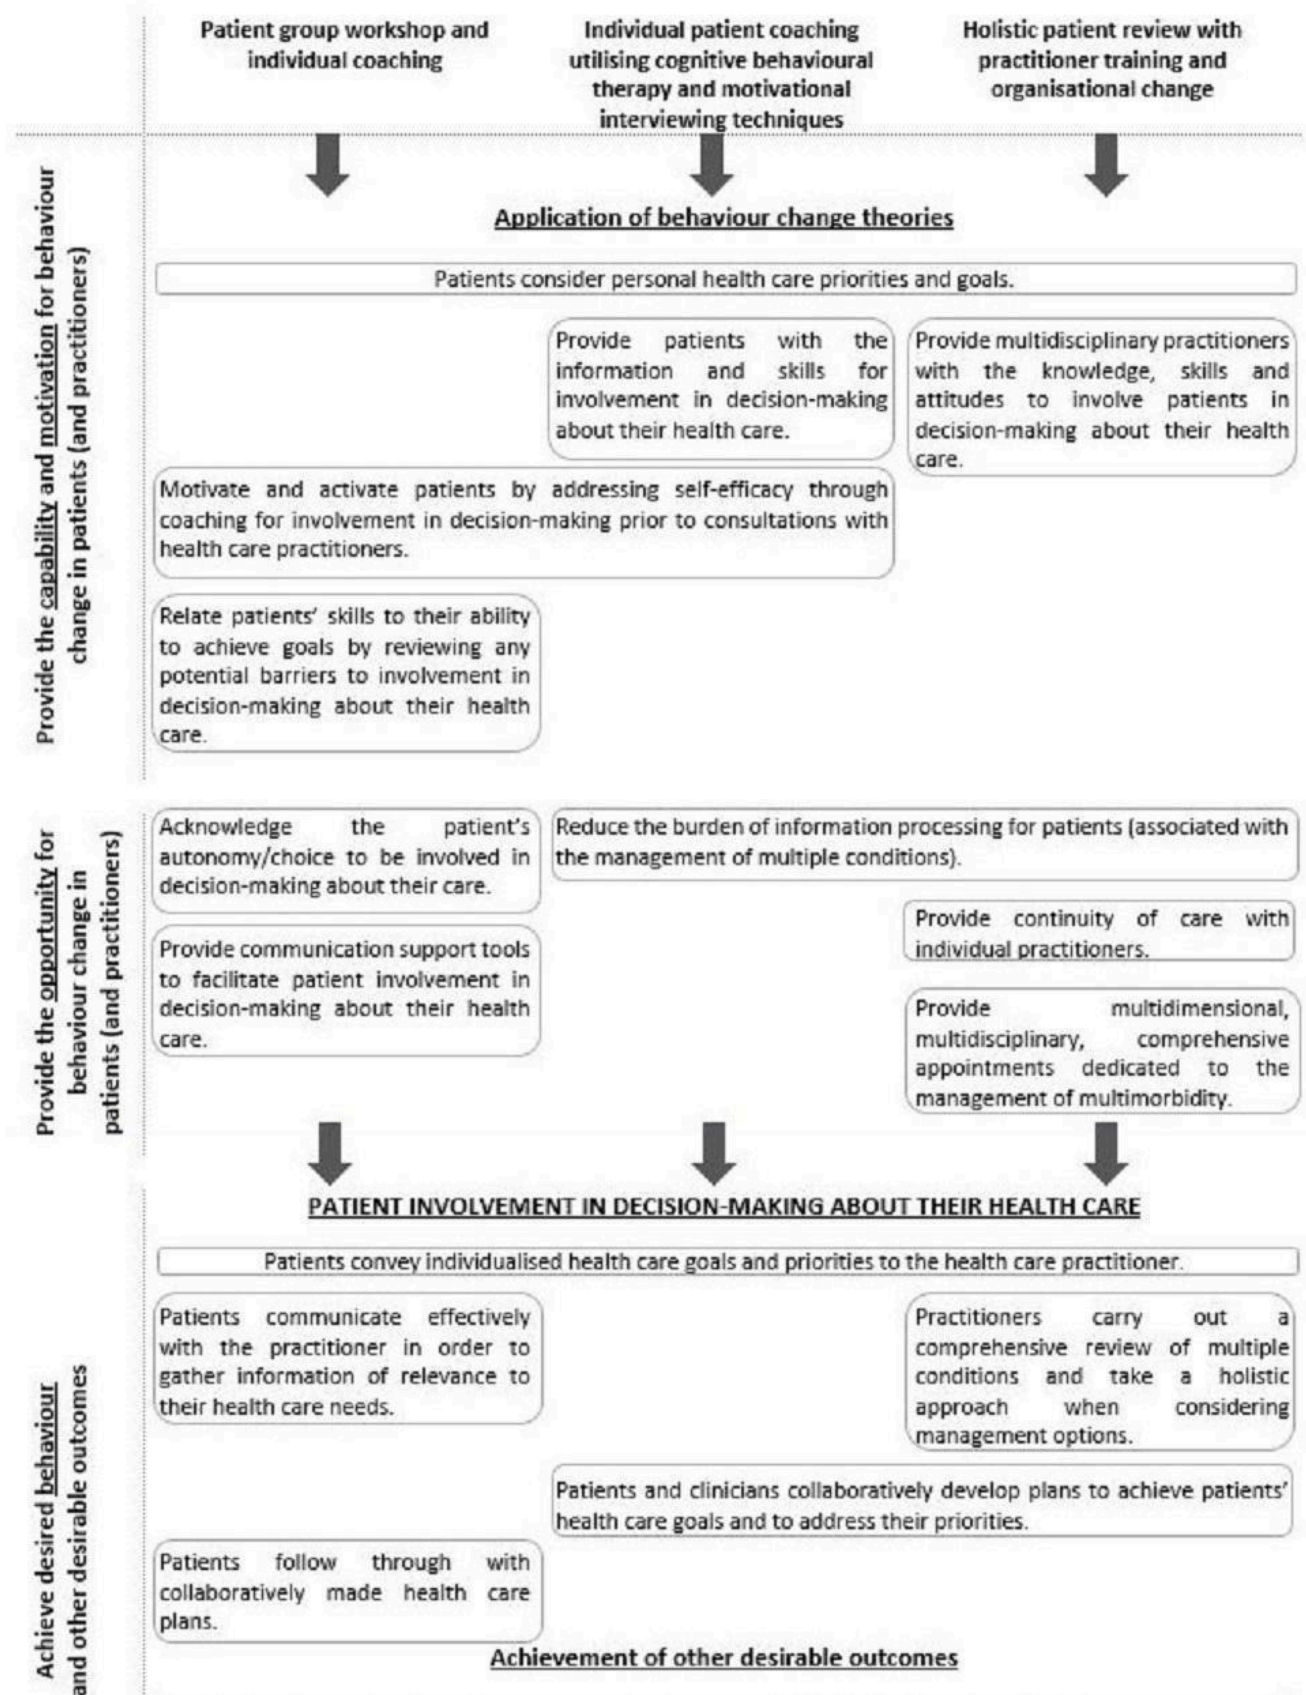 Patient group workshop and
individual coaching
Individual patient coaching
utilising cognitive behavioural
therapy and motivational
interviewing techniques
Holistic patient review with
practitioner training and
organisational change
Provide the capability and motivation for behaviour
change in patients (and practitioners)
Application of behaviour change theories
Patients consider personal health care priorities and goals.
Provide patients with the
information and skills for
involvement in decision-making
about their health care.
Provide multidisciplinary practitioners
with the knowledge, skills and
attitudes to involve patients in
decision-making about their health
care.
Motivate and activate patients by addressing self-efficacy through
coaching for involvement in decision-making prior to consultations with
health care practitioners.
Relate patients' skills to their ability
to achieve goals by reviewing any
potential barriers to involvement in
decision-making about their health
care.
Provide the opportunity for
behaviour change in
patients (and practitioners)
Acknowledge the patient's
autonomy/choice to be involved in
decision-making about their care.
Reduce the burden of information processing for patients (associated with
the management of multiple conditions).
Provide communication support tools
to facilitate patient involvement in
decision-making about their health
care.
Provide continuity of care with
individual practitioners.
Provide multidimensional,
multidisciplinary, comprehensive
appointments dedicated to the
management of multimorbidity.
PATIENT INVOLVEMENT IN DECISION-MAKING ABOUT THEIR HEALTH CARE
Achieve desired behaviour
and other desirable outcomes
Patients convey individualised health care goals and priorities to the health care practitioner.
Patients communicate effectively
with the practitioner in order to
gather information of relevance to
their health care needs.
Practitioners carry out a
comprehensive review of multiple
conditions and take a holistic
approach when considering
management options.
Patients and clinicians collaboratively develop plans to achieve patients'
health care goals and to address their priorities.
Patients follow through with
collaboratively made health care
plans.
Achievement of other desirable outcomes